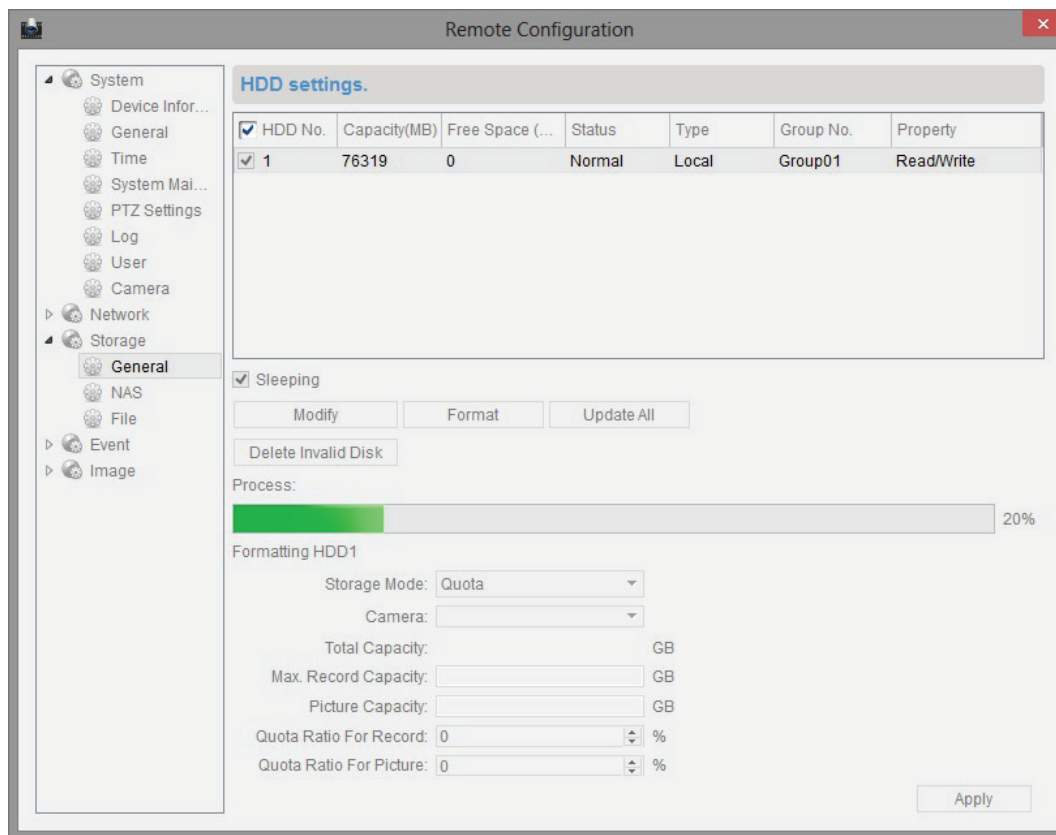 Remote Configuration
System
Device Infor...
General
Time
System Mai...
PTZ Settings
Log
User
Camera
Network
Storage
General
NAS
File
Event
Image
HDD settings.
HDD No. Capacity(MB) Free Space (... Status Type Group No. Property
1 76319 0 Normal Local Group01 Read/Write
Sleeping
Modify Format Update All
Delete Invalid Disk
Process:
20%
Formatting HDD1
Storage Mode: Quota
Camera:
Total Capacity: GB
Max. Record Capacity: GB
Picture Capacity: GB
Quota Ratio For Record: 0 %
Quota Ratio For Picture: 0 %
Apply